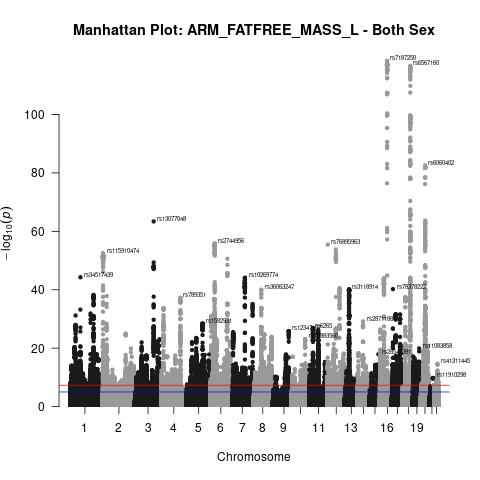 Manhattan Plot: ARM_FATFREE_MASS_L - Both Sex
rs7187250
rs6567160
100
80
rs6060402
rs13077048
60
rs2744956
rs76895963
rs115910474
rs34517439
rs10269774
40
rs789351
rs36063247
rs3118914
rs78378222
20
rs11083858
rs41311445
rs11910298
0
−log10(p)
1 2 3 4 5 6 7 8 9 11 13 16 19
Chromosome